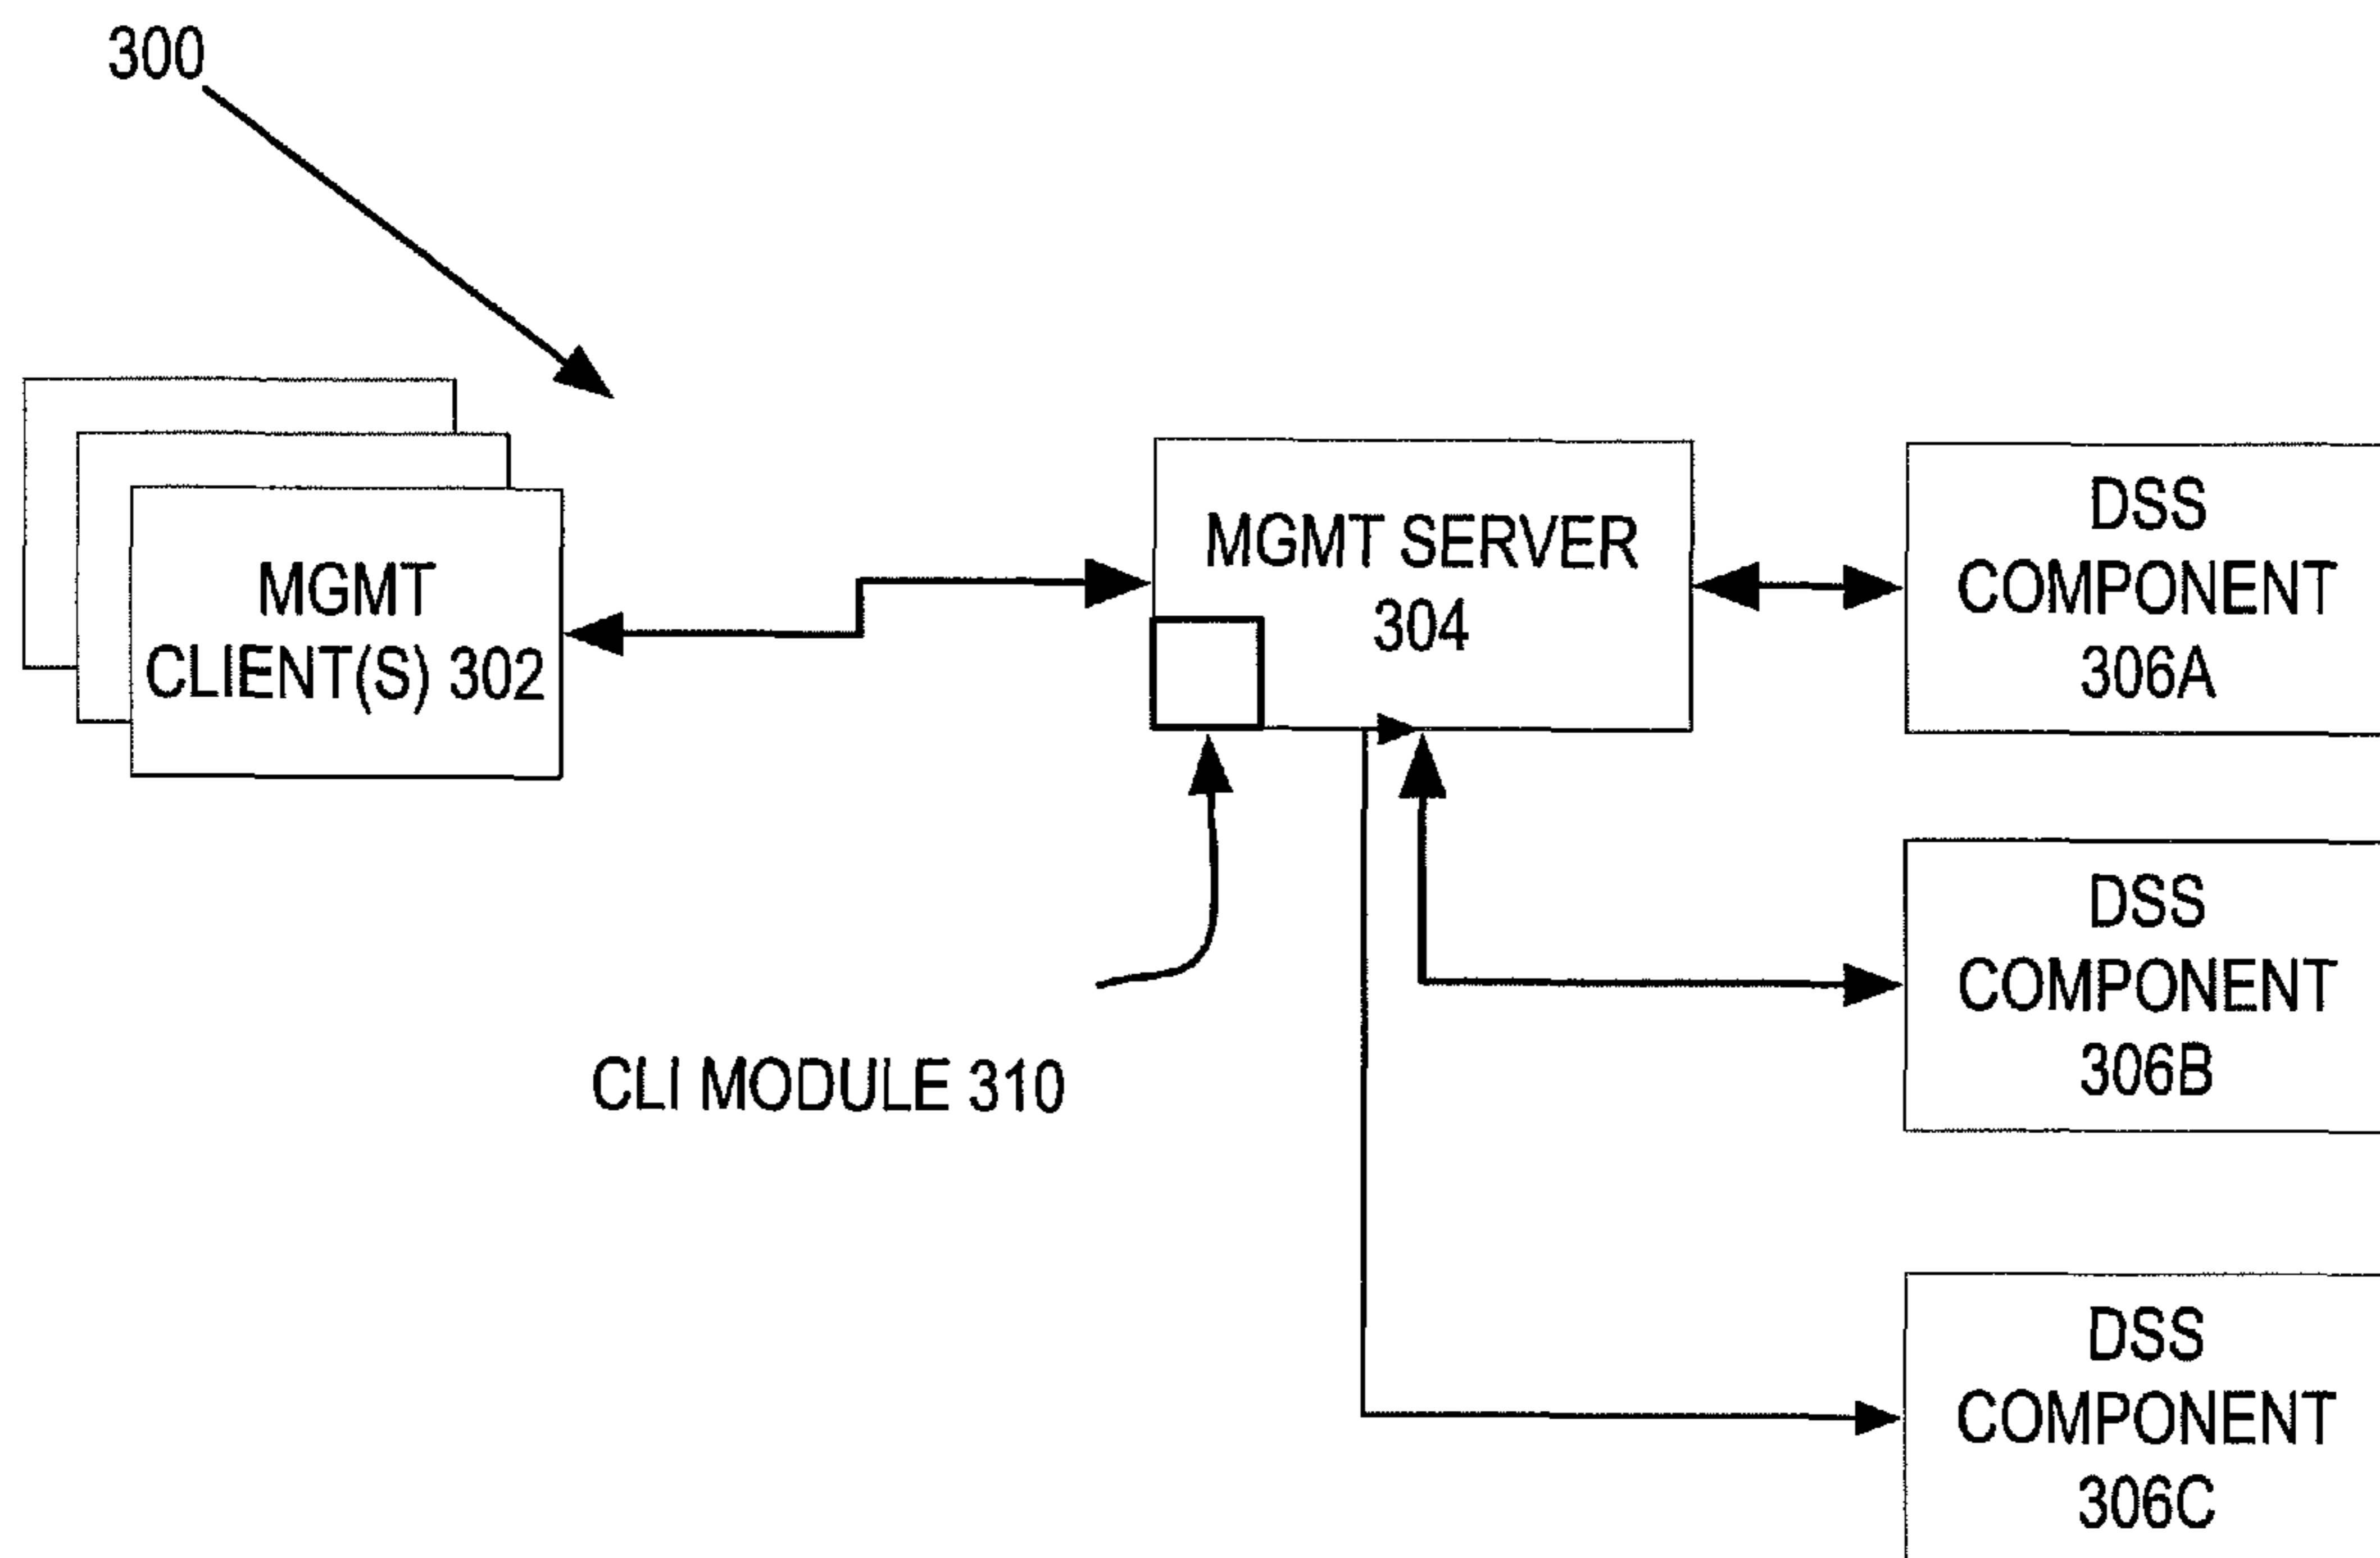 300
MGMT
CLIENT(S) 302
MGMT SERVER
304
CLI MODULE 310
DSS
COMPONENT
306A
DSS
COMPONENT
306B
DSS
COMPONENT
306C